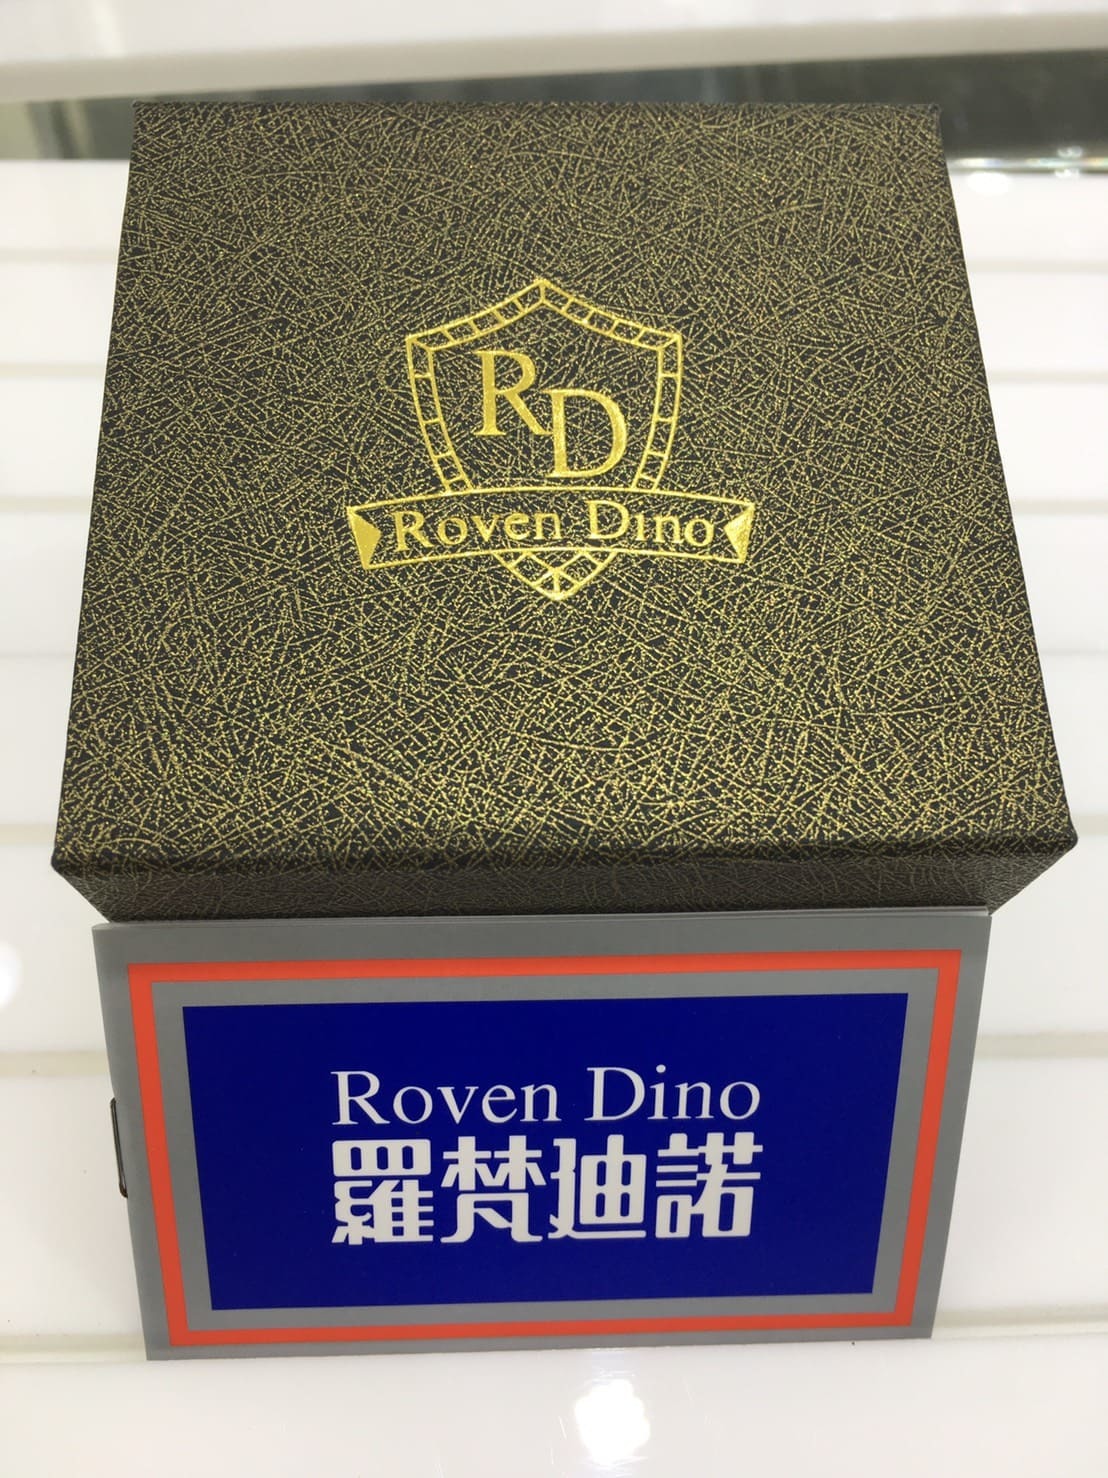 RD
Roven Dino
Roven Dino
羅梵迪諾